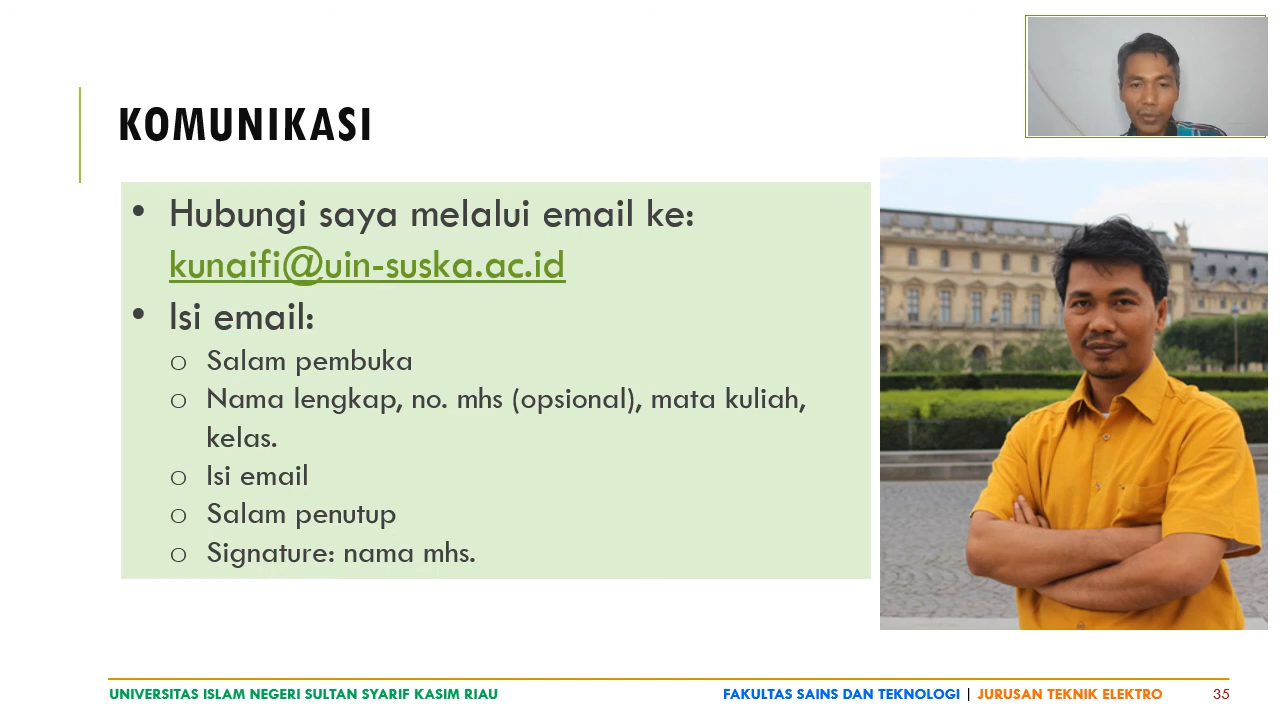 KOMUNIKASI
• Hubungi saya melalui email ke:
kunaifi@uin-suska.ac.id
• Isi email:
o Salam pembuka
o Nama lengkap, no. mhs (opsional), mata kuliah,
kelas.
o Isi email
o Salam penutup
o Signature: nama mhs.
UNIVERSITAS ISLAM NEGERI SULTAN SYARIF KASIM RIAU
FAKULTAS SAINS DAN TEKNOLOGI | JURUSAN TEKNIK ELEKTRO
35